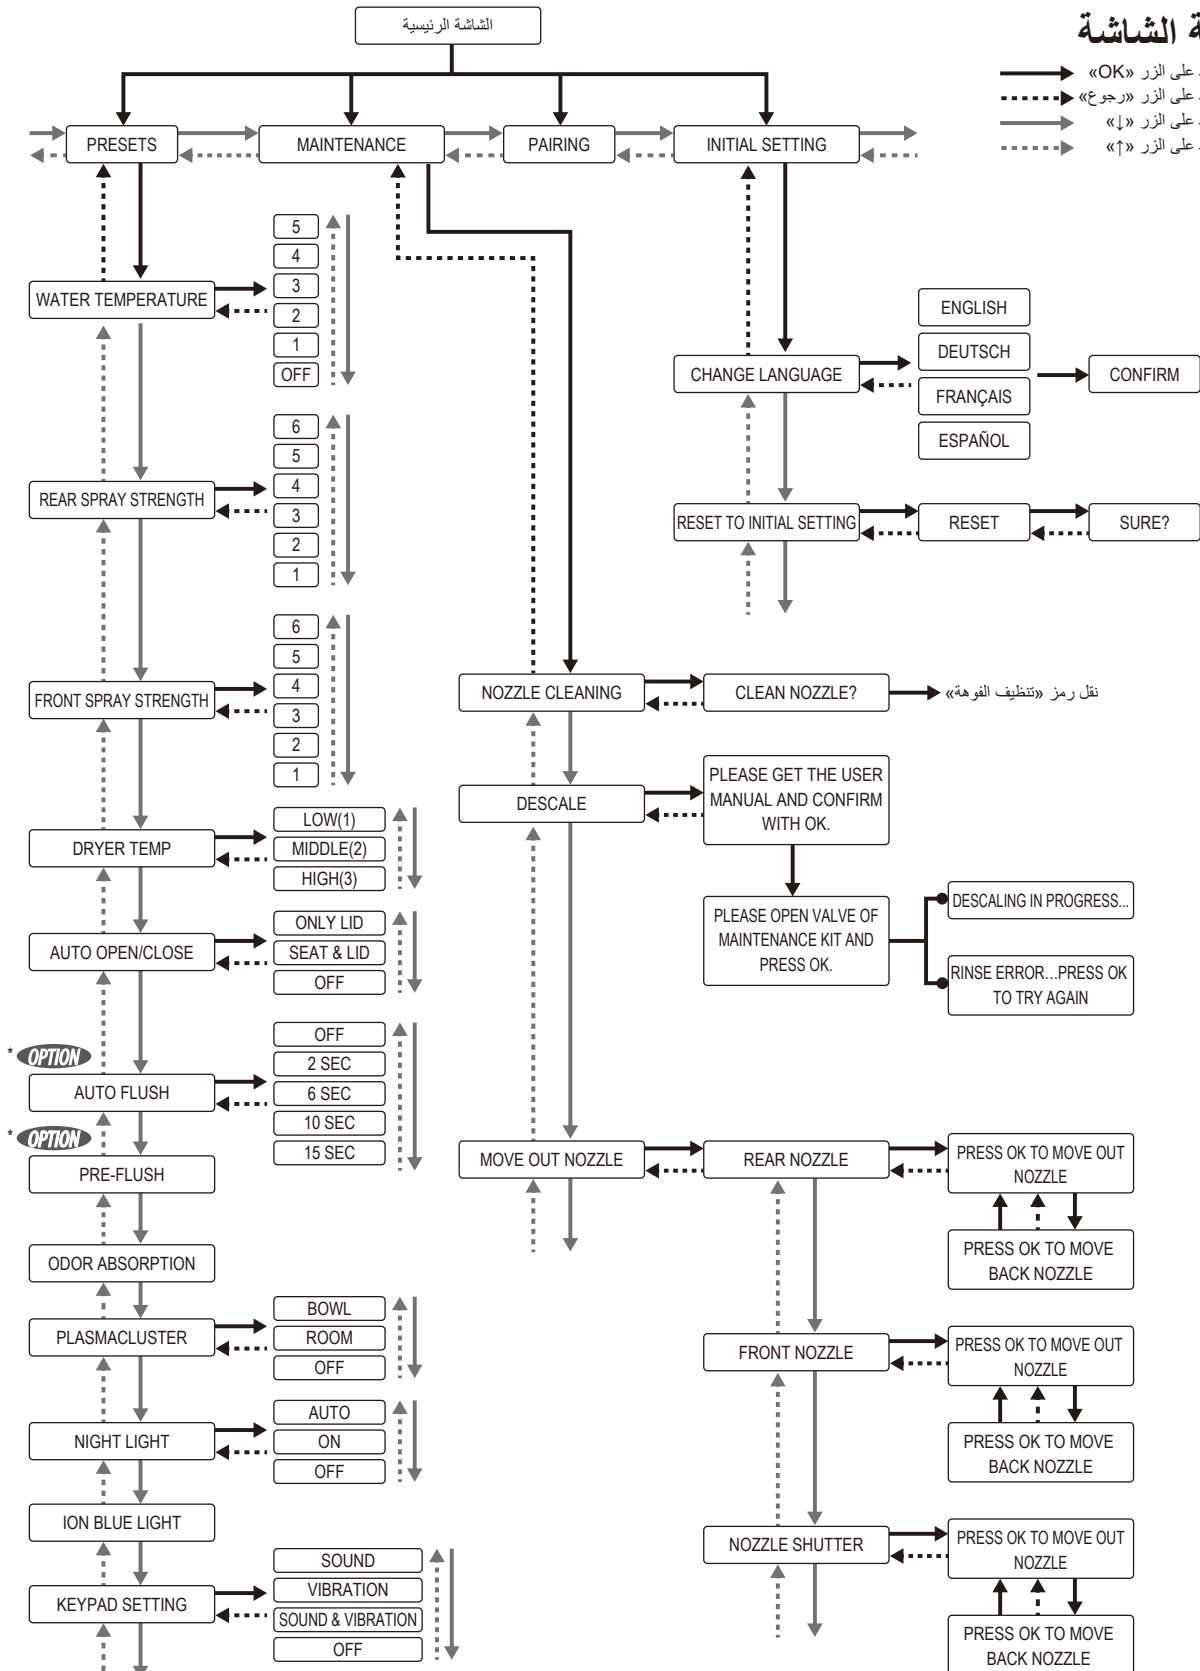 الشاشة الرئيسية
ة الشاشة
على الزر «OK»
على الزر «رجوع»
على الزر «↓»
على الزر «↑»
PRESETS
MAINTENANCE
PAIRING
INITIAL SETTING
WATER TEMPERATURE
5
4
3
2
1
OFF
REAR SPRAY STRENGTH
6
5
4
3
2
1
FRONT SPRAY STRENGTH
6
5
4
3
2
1
DRYER TEMP
LOW(1)
MIDDLE(2)
HIGH(3)
AUTO OPEN/CLOSE
ONLY LID
SEAT & LID
OFF
* OPTION
AUTO FLUSH
OFF
2 SEC
6 SEC
10 SEC
15 SEC
* OPTION
PRE-FLUSH
ODOR ABSORPTION
PLASMACLUSTER
BOWL
ROOM
OFF
NIGHT LIGHT
AUTO
ON
OFF
ION BLUE LIGHT
KEYPAD SETTING
SOUND
VIBRATION
SOUND & VIBRATION
OFF
NOZZLE CLEANING
CLEAN NOZZLE?
نقل رمز «تنظيف الفوهة»
DESCALE
PLEASE GET THE USER
MANUAL AND CONFIRM
WITH OK.
PLEASE OPEN VALVE OF
MAINTENANCE KIT AND
PRESS OK.
DESCALING IN PROGRESS...
RINSE ERROR...PRESS OK
TO TRY AGAIN
MOVE OUT NOZZLE
REAR NOZZLE
PRESS OK TO MOVE OUT
NOZZLE
PRESS OK TO MOVE
BACK NOZZLE
FRONT NOZZLE
PRESS OK TO MOVE OUT
NOZZLE
PRESS OK TO MOVE
BACK NOZZLE
NOZZLE SHUTTER
PRESS OK TO MOVE OUT
NOZZLE
PRESS OK TO MOVE
BACK NOZZLE
CHANGE LANGUAGE
ENGLISH
DEUTSCH
FRANÇAIS
ESPAÑOL
CONFIRM
RESET TO INITIAL SETTING
RESET
SURE?